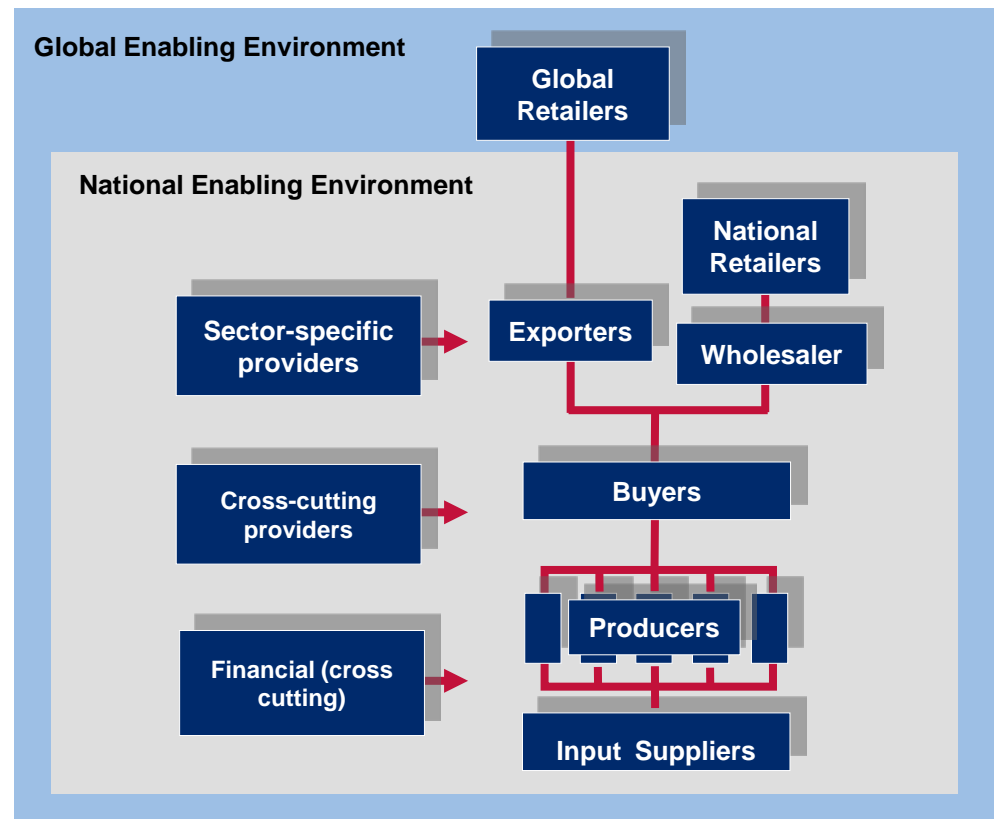 Global Enabling Environment
Global
Retailers
National Enabling Environment
National
Retailers
Sector-specific
providers
Exporters
Wholesaler
Cross-cutting
providers
Buyers
Producers
Financial (cross
cutting)
Input Suppliers